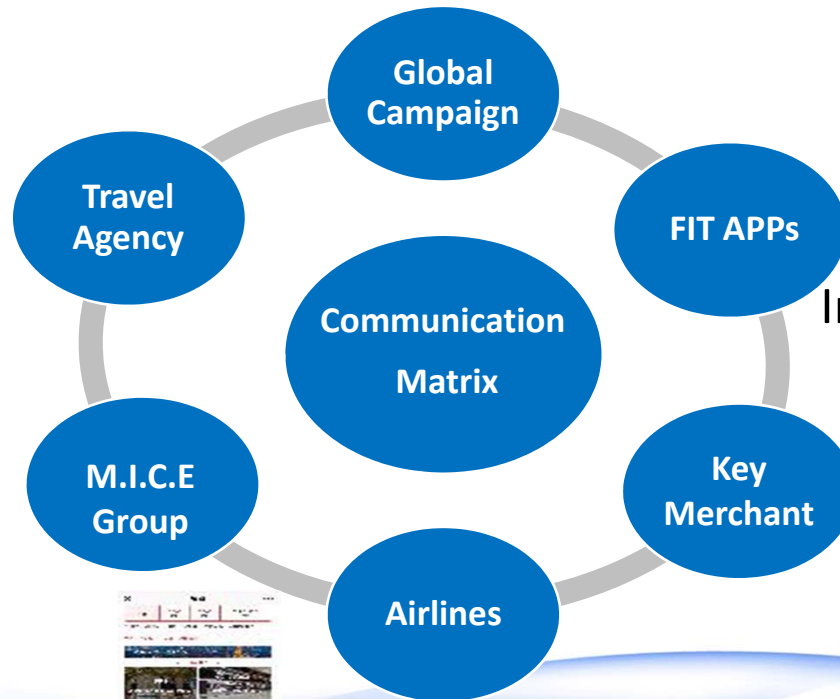 Global
Campaign
Travel
Agency
FIT APPs
Communication
Matrix
M.I.C.E
Group
Key
Merchant
Airlines